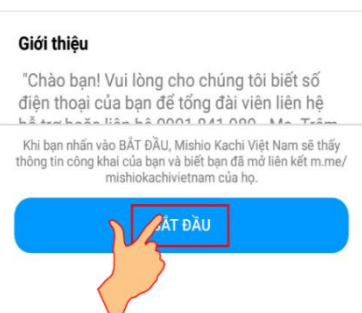 Giới thiệu
"Chào bạn! Vui lòng cho chúng tôi biết số
điện thoại của bạn để tổng đài viên liên hệ
Khi bạn nhấn vào BẮT ĐẦU, Mishio Kachi Việt Nam sẽ thấy
thông tin công khai của bạn và biết bạn đã mở liên kết m.me/
mishiokachivietnam của họ.
BẮT ĐẦU